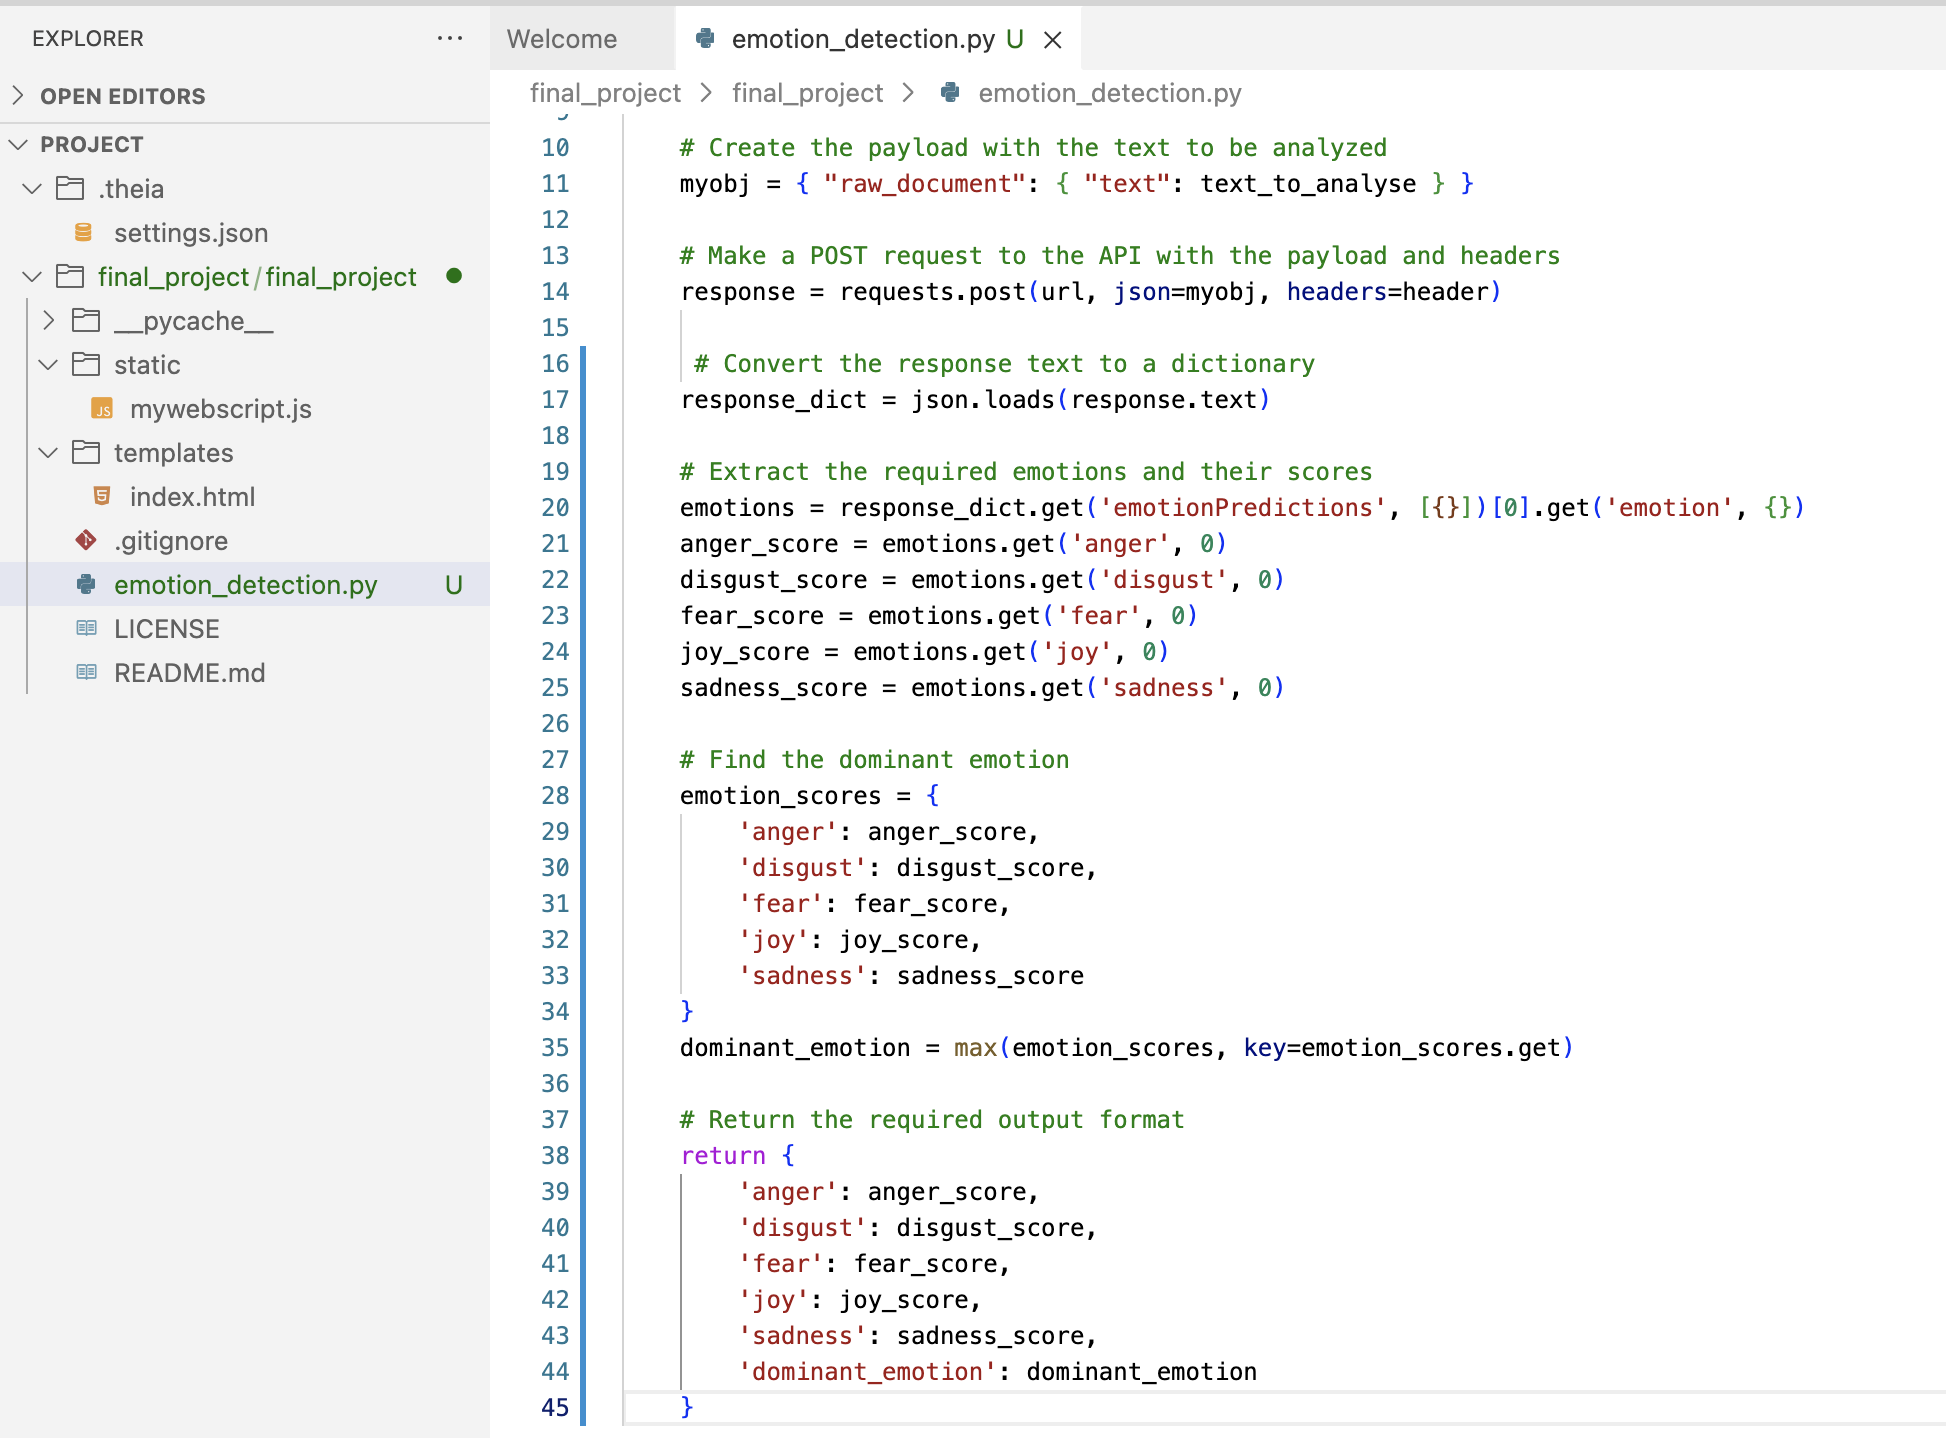 EXPLORER
OPEN EDITORS
PROJECT
.theia
settings.json
final_project/final_project
__pycache__
static
JS mywebscript.js
templates
5 index.html
.gitignore
emotion_detection.py U
LICENSE
README.md
Welcome
emotion_detection.py U
final_project > final_project > emotion_detection.py
10 # Create the payload with the text to be analyzed
11 myobj = { "raw_document": { "text": text_to_analyse } }
12
13 # Make a POST request to the API with the payload and headers
14 response = requests.post(url, json=myobj, headers=header)
15
16 # Convert the response text to a dictionary
17 response_dict = json.loads(response.text)
18
19 # Extract the required emotions and their scores
20 emotions = response_dict.get('emotionPredictions', [{}])[0].get('emotion', {})
21 anger_score = emotions.get('anger', 0)
22 disgust_score = emotions.get('disgust', 0)
23 fear_score = emotions.get('fear', 0)
24 joy_score = emotions.get('joy', 0)
25 sadness_score = emotions.get('sadness', 0)
26
27 # Find the dominant emotion
28 emotion_scores = {
29 'anger': anger_score,
30 'disgust': disgust_score,
31 'fear': fear_score,
32 'joy': joy_score,
33 'sadness': sadness_score
34 }
35 dominant_emotion = max(emotion_scores, key=emotion_scores.get)
36
37 # Return the required output format
38 return {
39 'anger': anger_score,
40 'disgust': disgust_score,
41 'fear': fear_score,
42 'joy': joy_score,
43 'sadness': sadness_score,
44 'dominant_emotion': dominant_emotion
45 }